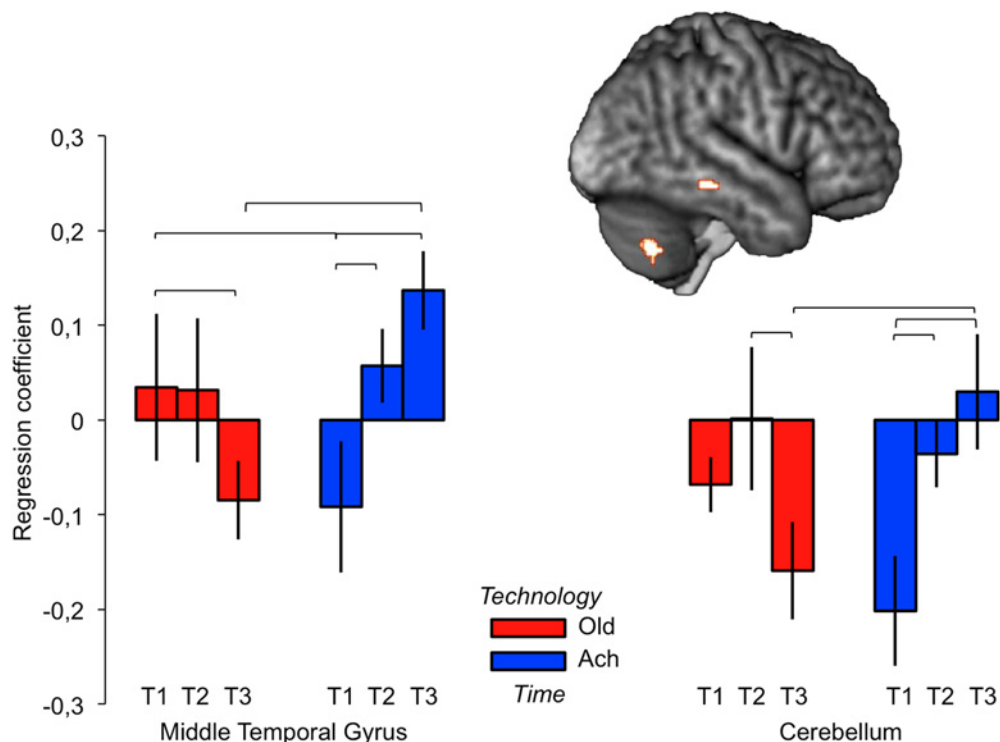 Regression coefficient
0,3
0,2
0,1
0
-0,1
-0,2
-0,3
Technology
Old
Ach
Time
T1 T2 T3 T1 T2 T3
Middle Temporal Gyrus
T1 T2 T3 T1 T2 T3
Cerebellum